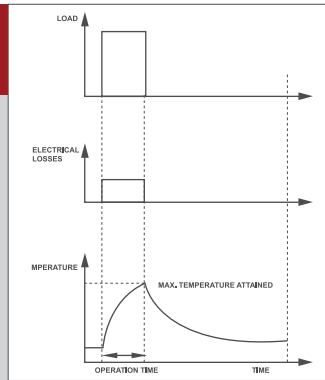 LOAD
ELECTRICAL
LOSSES
MPERATURE
MAX. TEMPERATURE ATTAINED
OPERATION TIME
TIME